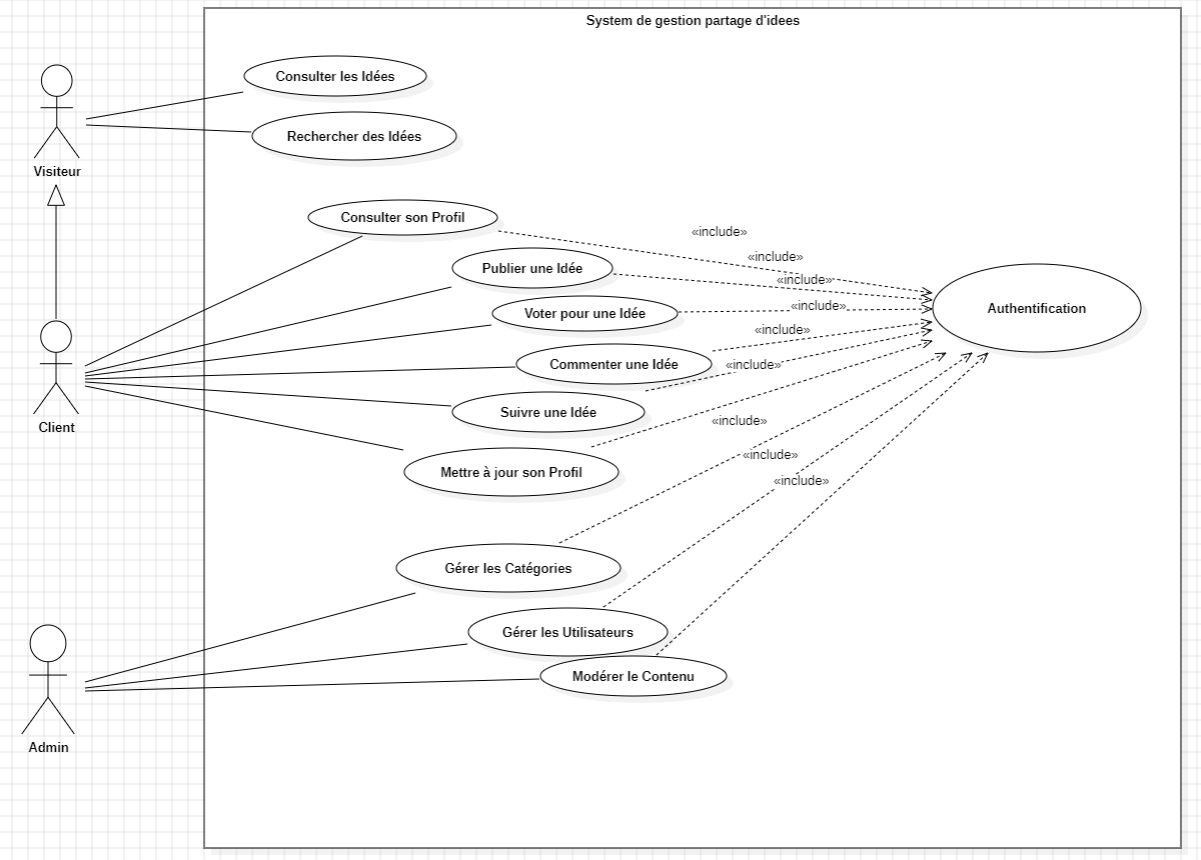 System de gestion partage d'idees
Consulter les Idées
Rechercher des Idées
Visiteur
Consulter son Profil
«include»
«include»
Publier une Idée
«include»
«include»
Voter pour une Idée
Authentification
«include»
Commenter une Idée
«include»
Suivre une Idée
Client
«include»
«include»
Mettre à jour son Profil
«include»
Gérer les Catégories
Gérer les Utilisateurs
Modérer le Contenu
Admin